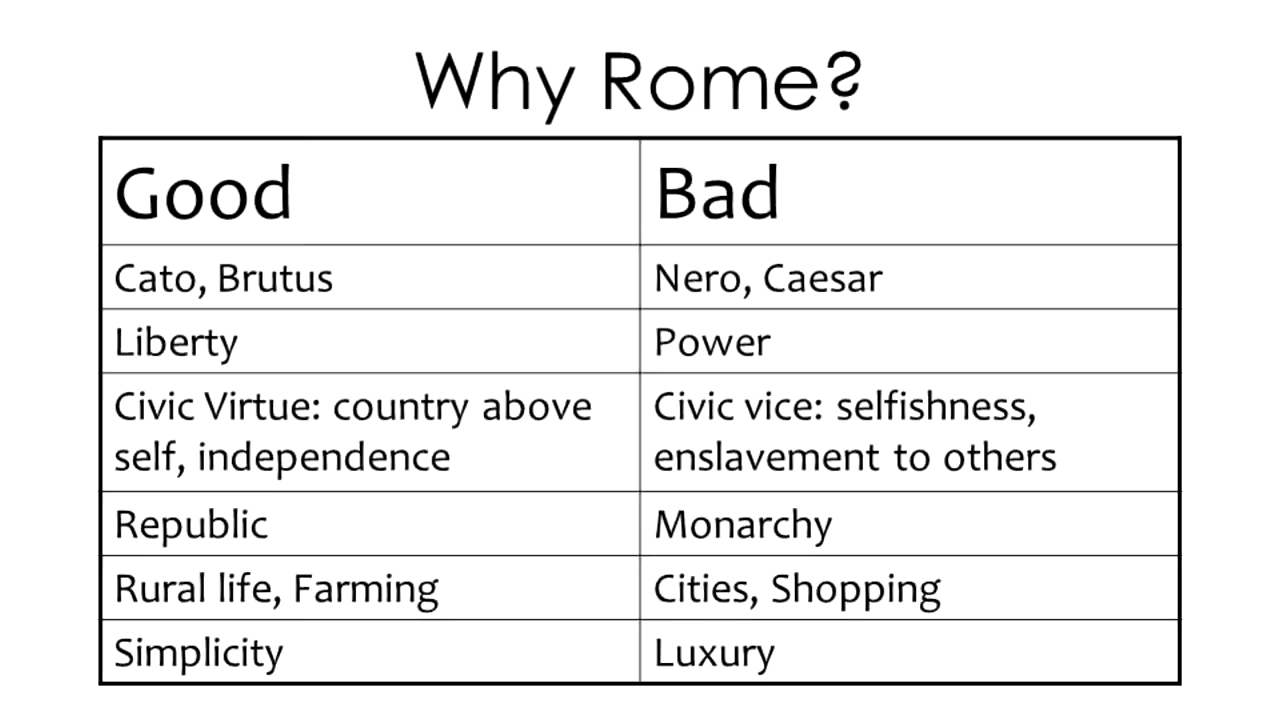 Why Rome?
Good
Bad
Cato, Brutus
Nero, Caesar
Liberty
Power
Civic Virtue: country above
self, independence
Civic vice: selfishness,
enslavement to others
Republic
Monarchy
Rural life, Farming
Cities, Shopping
Simplicity
Luxury